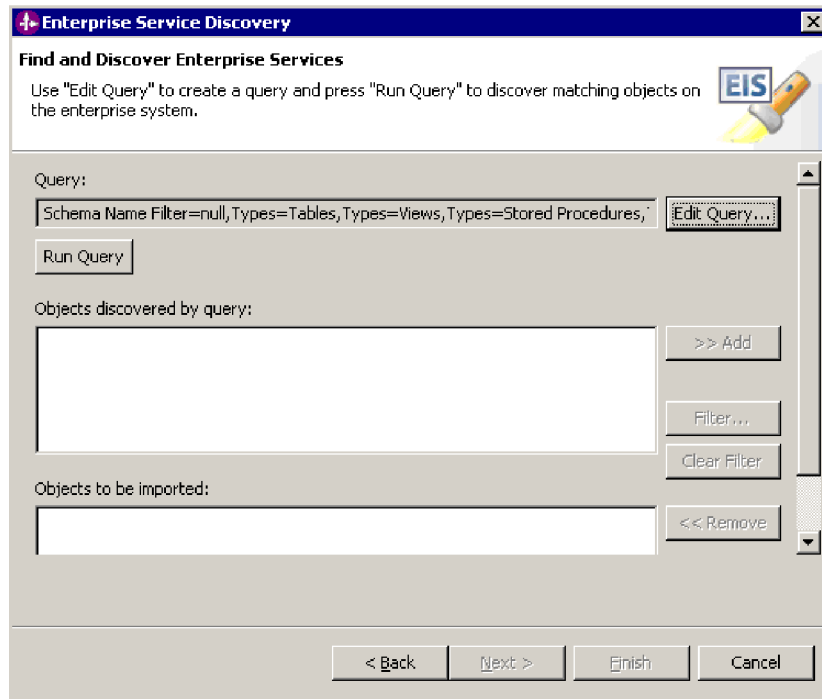 Enterprise Service Discovery
Find and Discover Enterprise Services
Use "Edit Query" to create a query and press "Run Query" to discover matching objects on
the enterprise system.
EIS
Query:
Schema Name Filter=null,Types=Tables,Types=Views,Types=Stored Procedures,
Edit Query...
Run Query
Objects discovered by query:
>> Add
Filter...
Clear Filter
Objects to be imported:
<< Remove
< Back
Next >
Finish
Cancel